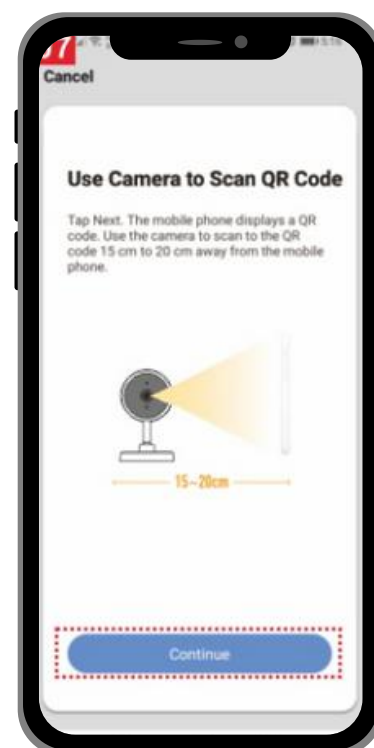 07
Cancel
Use Camera to Scan QR Code
Tap Next. The mobile phone displays a QR
code. Use the camera to scan to the QR
code 15 cm to 20 cm away from the mobile
phone.
15~20cm
Continue